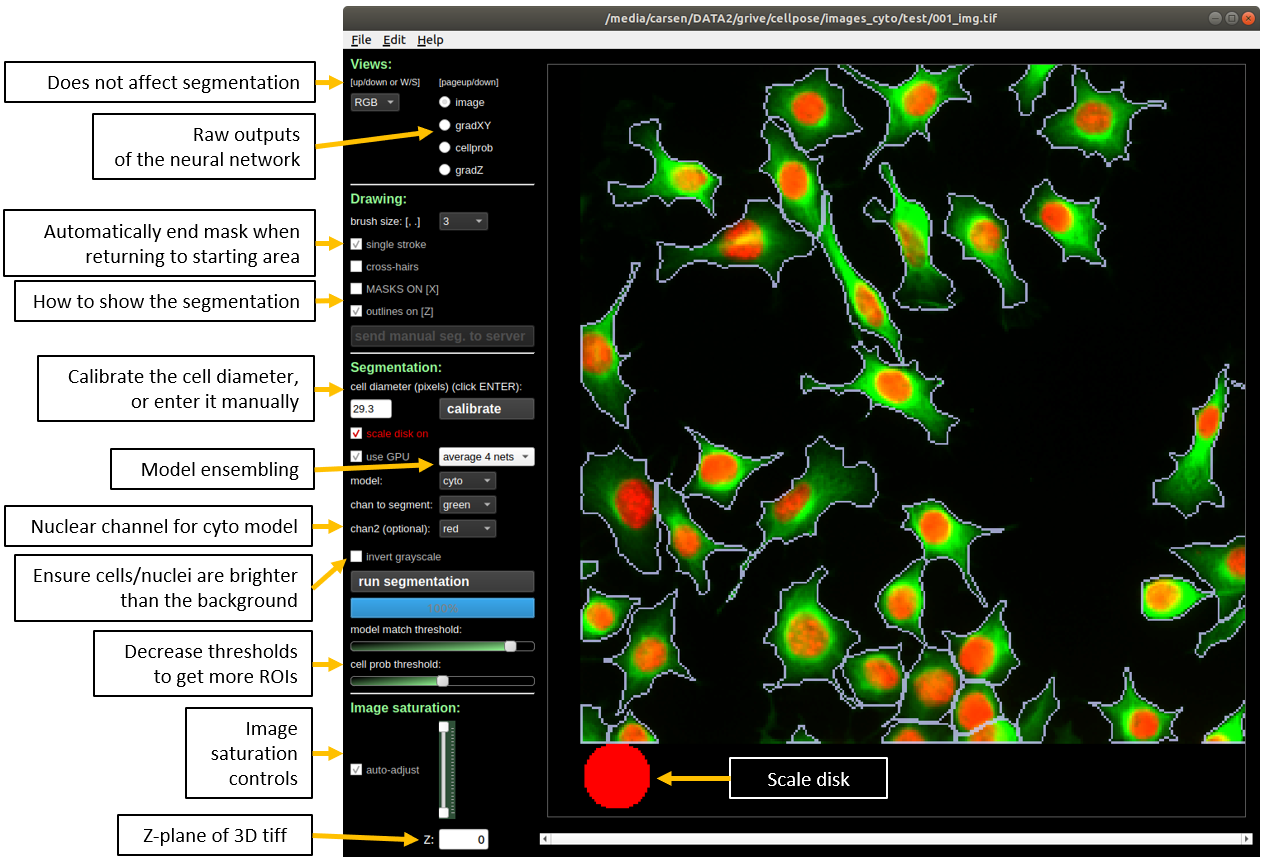 /media/carsen/DATA2/grive/cellpose/images_cyto/test/001_img.tif
File Edit Help
Views:
[up/down or W/S] [pageup/down]
RGB
image
gradXY
cellprob
gradZ
Drawing:
brush size: [, .] 3
single stroke
cross-hairs
MASKS ON [X]
outlines on [Z]
send manual seg. to server
Segmentation:
cell diameter (pixels) (click ENTER):
29.3 calibrate
scale disk on
use GPU average 4 nets
model: cyto
chan to segment: green
chan2 (optional): red
invert grayscale
run segmentation
100%
model match threshold:
cell prob threshold:
Image saturation:
auto-adjust
Z: 0
Does not affect segmentation
Raw outputs
of the neural network
Automatically end mask when
returning to starting area
How to show the segmentation
Calibrate the cell diameter,
or enter it manually
Model ensembling
Nuclear channel for cyto model
Ensure cells/nuclei are brighter
than the background
Decrease thresholds
to get more ROIs
Image
saturation
controls
Z-plane of 3D tiff
Scale disk